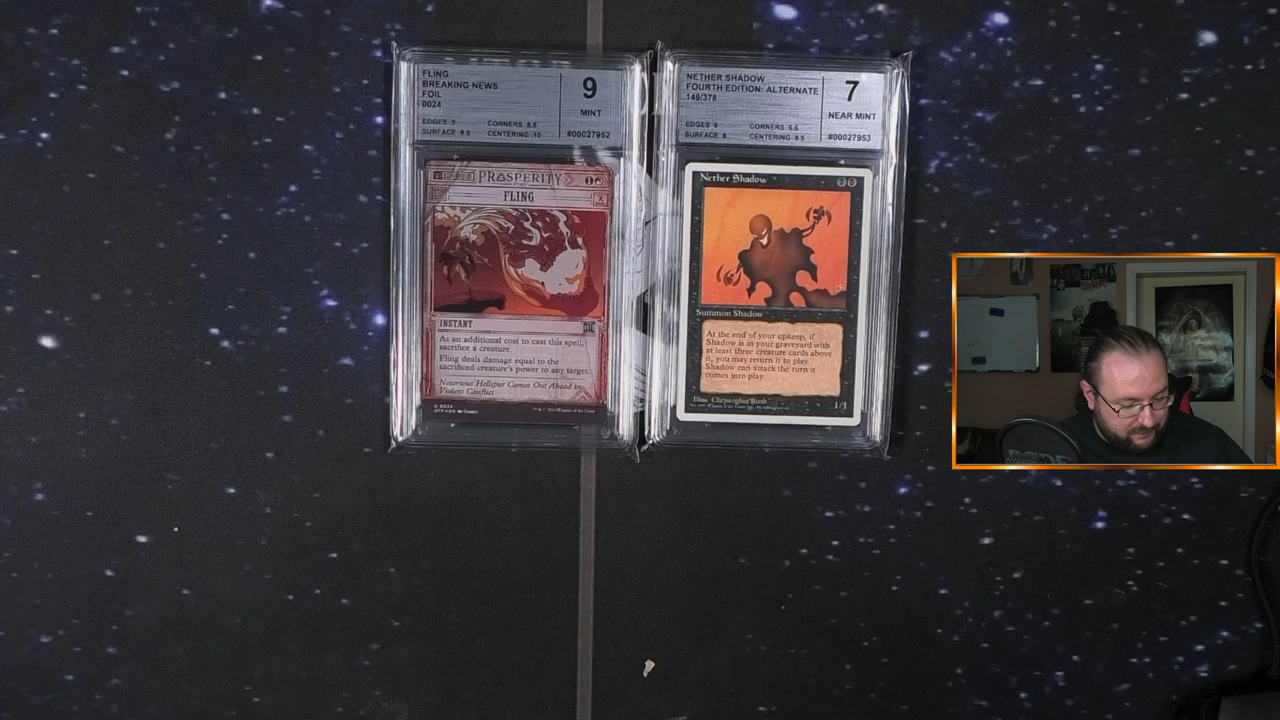 FLING
BREAKING NEWS
FOIL
0024
9
MINT
CORNERS 8.5
SURFACE 9.5 CENTERING 10
#00027952
PROSPERITY
FLING
INSTANT
As an additional cost to cast this spell,
sacrifice a creature.
Fling deals damage equal to the
sacrificed creature's power to any target.
Notorious Hellspur Comes Out Ahead in
Violent Conflict
NETHER SHADOW
FOURTH EDITION: ALTERNATE
149/378
7
NEAR MINT
EDGES CORNERS 6.5
SURFACE CENTERING 9.5
#00027953
Nether Shadow
Summon Shadow
At the end of your upkeep, if
Shadow is in your graveyard with
at least three creature cards above
it, you may return it to play.
Shadow can attack the turn it
comes into play.
Illus. Christopher Rush
1/1